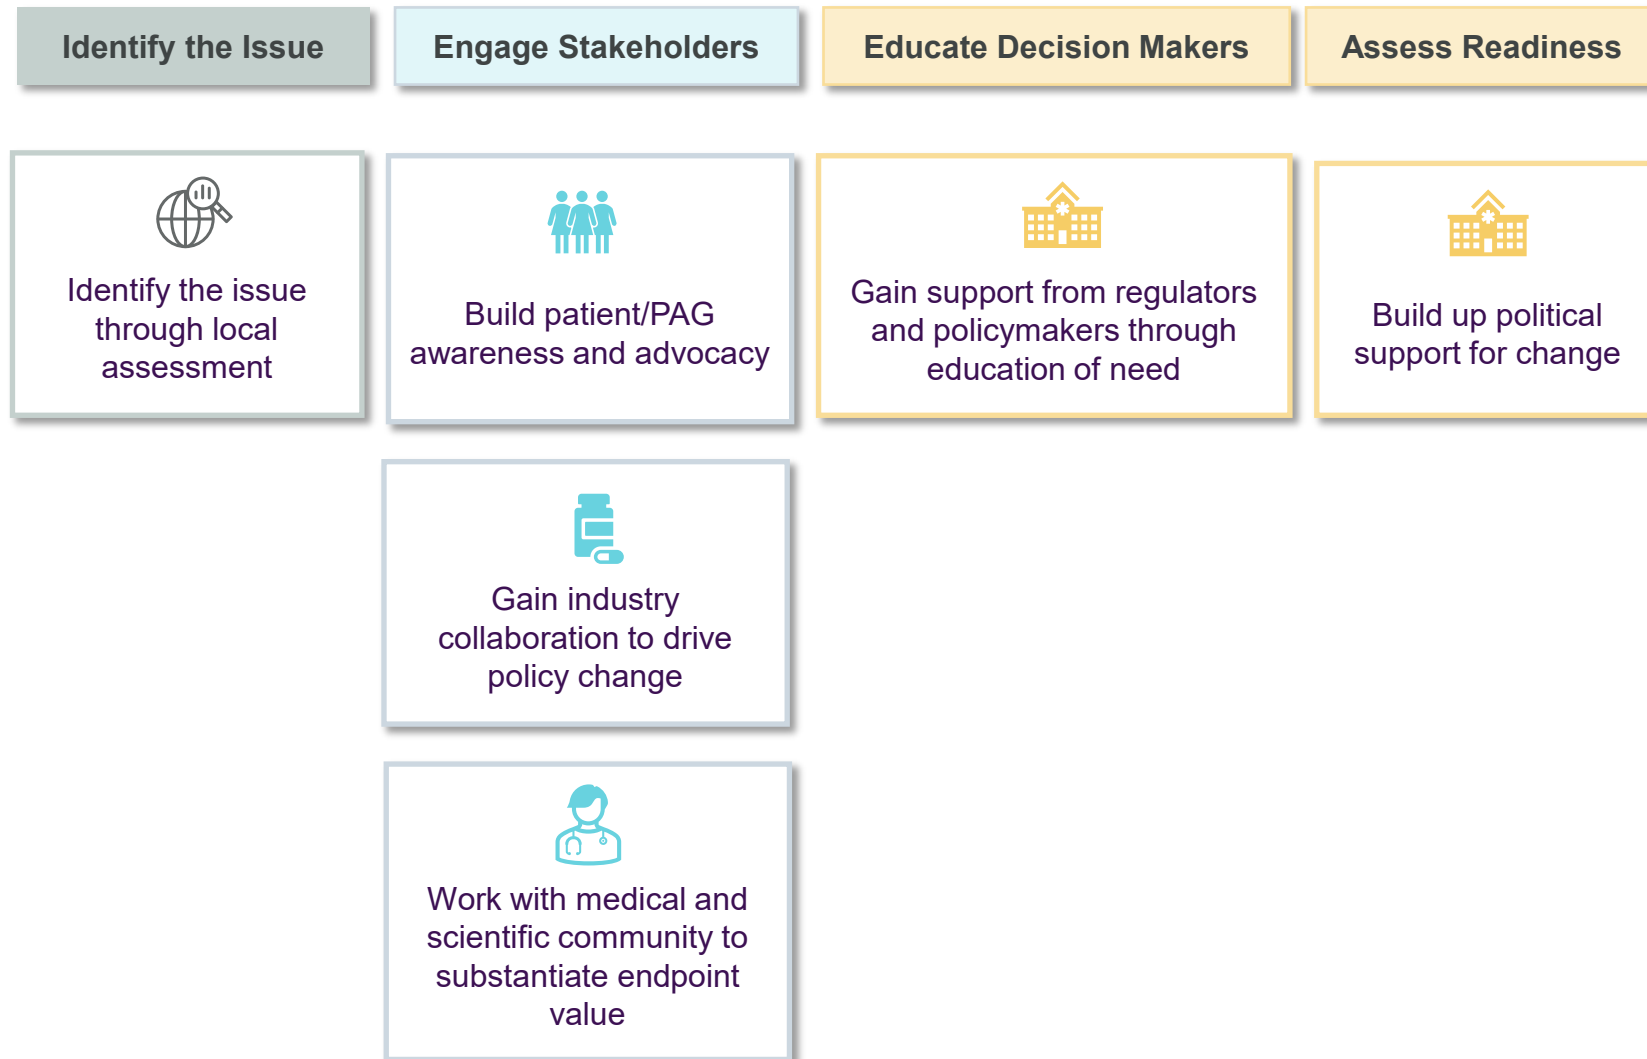 Identify the Issue
Engage Stakeholders
Educate Decision Makers
Assess Readiness
Identify the issue
through local
assessment
Build patient/PAG
awareness and advocacy
Gain support from regulators
and policymakers through
education of need
Build up political
support for change
Gain industry
collaboration to drive
policy change
Work with medical and
scientific community to
substantiate endpoint
value